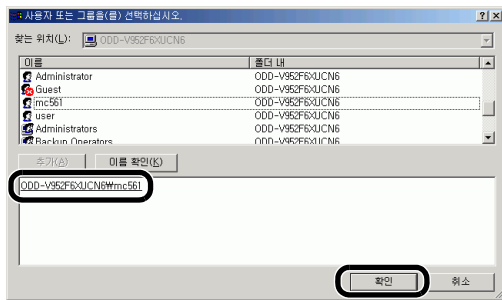 사용자 또는 그룹을(를) 선택하십시오.
찾는 위치(L): ODD-V952F6XUCN6
이름 폴더 내
Administrator ODD-V952F6XUCN6
Guest ODD-V952F6XUCN6
mc561 ODD-V952F6XUCN6
user ODD-V952F6XUCN6
Administrators ODD-V952F6XUCN6
Backup Operators ODD-V952F6XUCN6
추가(A) 이름 확인(K)
ODD-V952F6XUCN6₩mc561
확인 취소